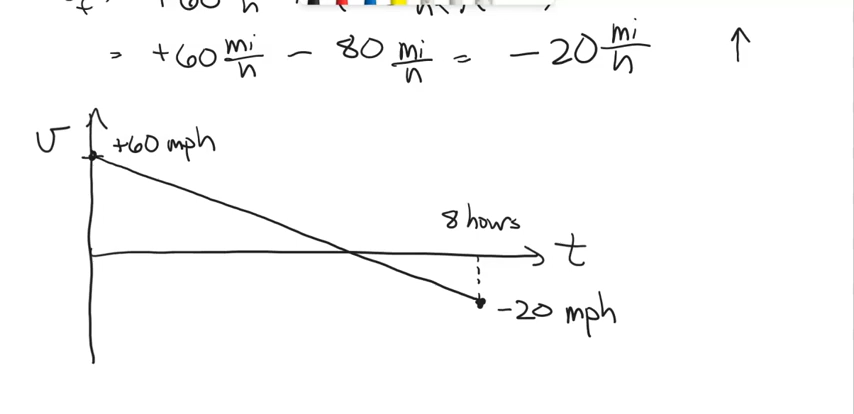 = +60 mi/h − 80 mi/h = −20 mi/h ↑
v +60 mph
8 hours
t
−20 mph